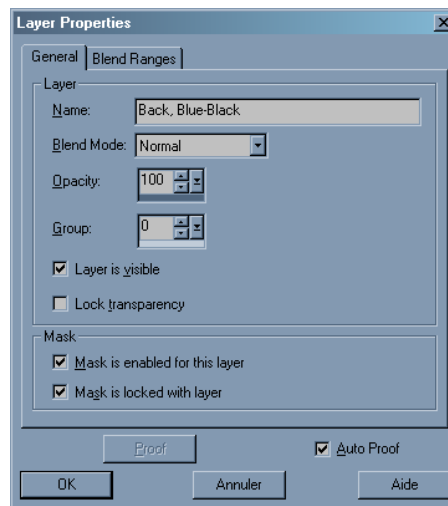 Layer Properties
General Blend Ranges
Layer
Name: Back, Blue-Black
Blend Mode: Normal
Opacity: 100
Group: 0
Layer is visible
Lock transparency
Mask
Mask is enabled for this layer
Mask is locked with layer
Proof Auto Proof
OK Annuler Aide